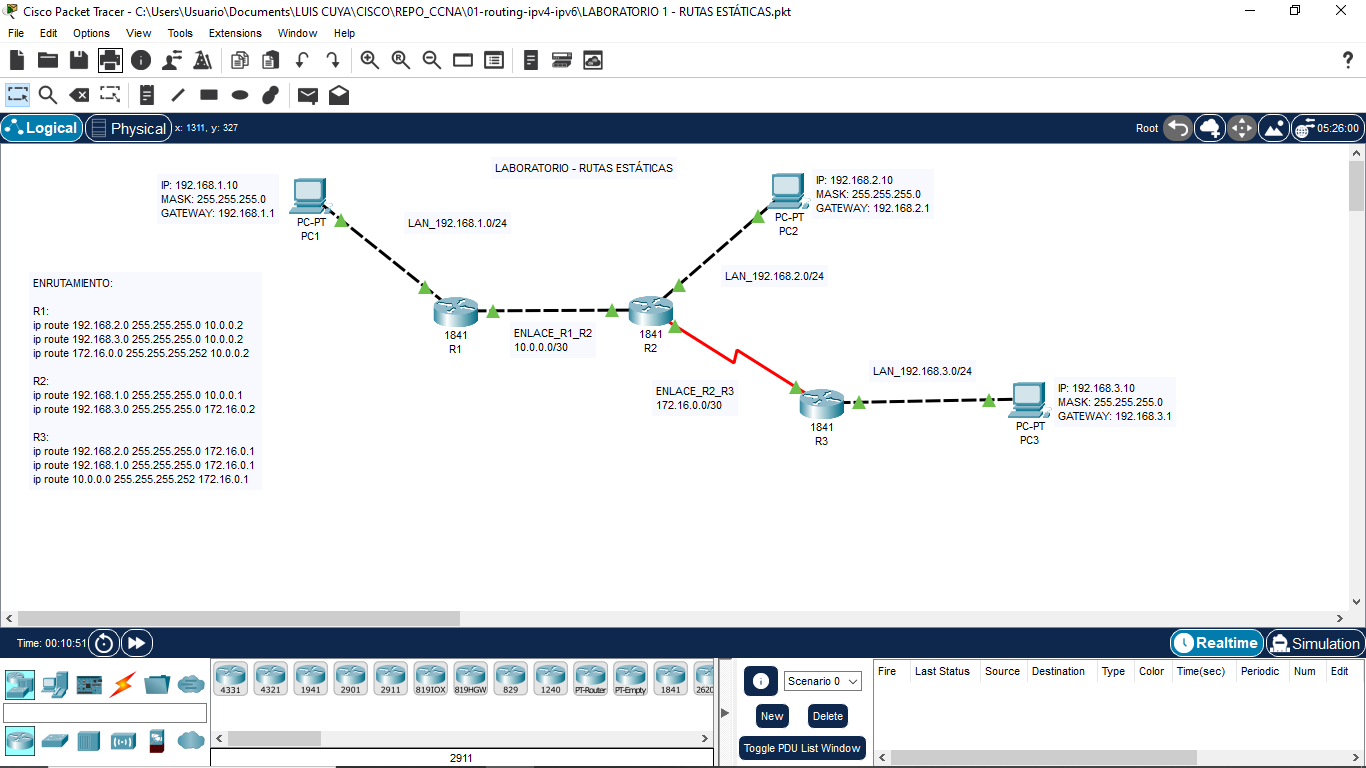 Cisco Packet Tracer - C:\Users\Usuario\Documents\LUIS CUYA\CISCO\REPO_CCNA\01-routing-ipv4-ipv6\LABORATORIO 1 - RUTAS ESTÁTICAS.pkt
File Edit Options View Tools Extensions Window Help
Logical Physical x: 1311, y: 327 Root 05:26:00
LABORATORIO - RUTAS ESTÁTICAS
IP: 192.168.1.10
MASK: 255.255.255.0
GATEWAY: 192.168.1.1
PC-PT
PC1
LAN_192.168.1.0/24
IP: 192.168.2.10
MASK: 255.255.255.0
GATEWAY: 192.168.2.1
PC-PT
PC2
LAN_192.168.2.0/24
ENRUTAMIENTO:
R1:
ip route 192.168.2.0 255.255.255.0 10.0.0.2
ip route 192.168.3.0 255.255.255.0 10.0.0.2
ip route 172.16.0.0 255.255.255.252 10.0.0.2
R2:
ip route 192.168.1.0 255.255.255.0 10.0.0.1
ip route 192.168.3.0 255.255.255.0 172.16.0.2
R3:
ip route 192.168.2.0 255.255.255.0 172.16.0.1
ip route 192.168.1.0 255.255.255.0 172.16.0.1
ip route 10.0.0.0 255.255.255.252 172.16.0.1
1841
R1
ENLACE_R1_R2
10.0.0.0/30
1841
R2
ENLACE_R2_R3
172.16.0.0/30
1841
R3
LAN_192.168.3.0/24
PC-PT
PC3
IP: 192.168.3.10
MASK: 255.255.255.0
GATEWAY: 192.168.3.1
Time: 00:10:51 Realtime Simulation
4331 4321 1941 2901 2911 819IOX 819HGW 829 1240 PT-Router PT-Empty 1841 2620
2911
Scenario 0
New Delete
Toggle PDU List Window
Fire Last Status Source Destination Type Color Time(sec) Periodic Num Edit